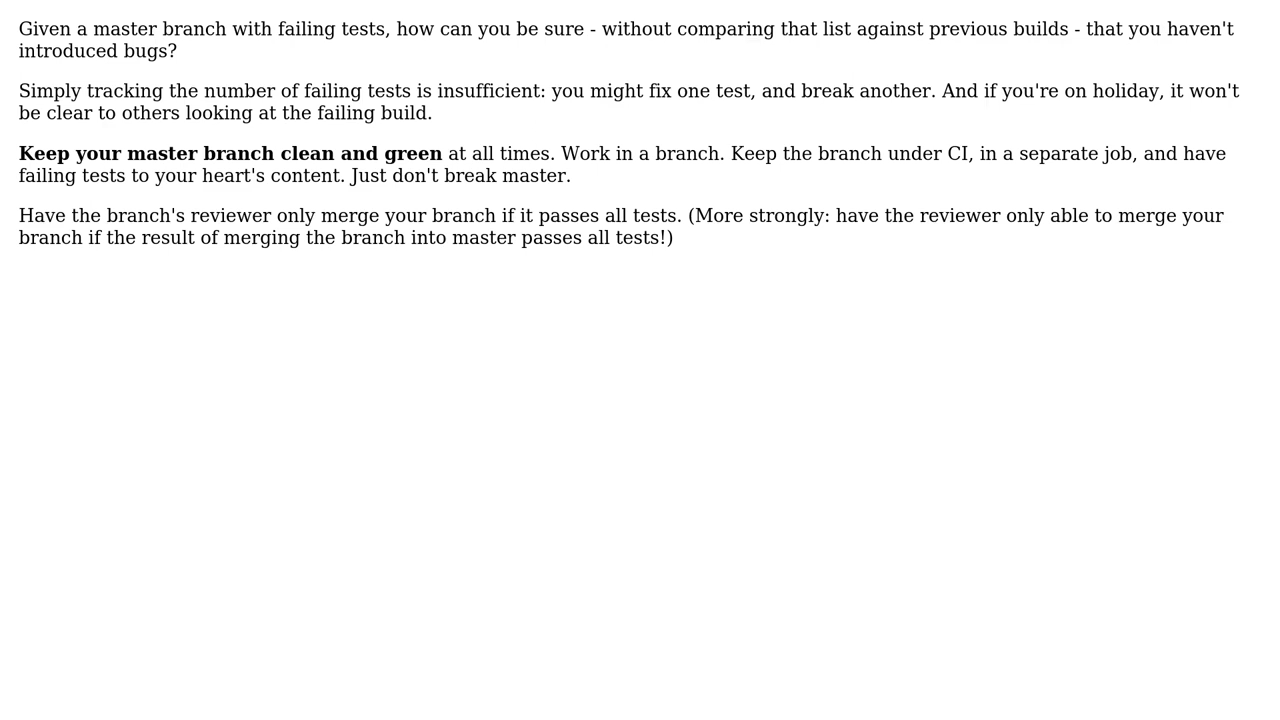 Given a master branch with failing tests, how can you be sure - without comparing that list against previous builds - that you haven't
introduced bugs?
Simply tracking the number of failing tests is insufficient: you might fix one test, and break another. And if you're on holiday, it won't
be clear to others looking at the failing build.
Keep your master branch clean and green at all times. Work in a branch. Keep the branch under CI, in a separate job, and have
failing tests to your heart's content. Just don't break master.
Have the branch's reviewer only merge your branch if it passes all tests. (More strongly: have the reviewer only able to merge your
branch if the result of merging the branch into master passes all tests!)